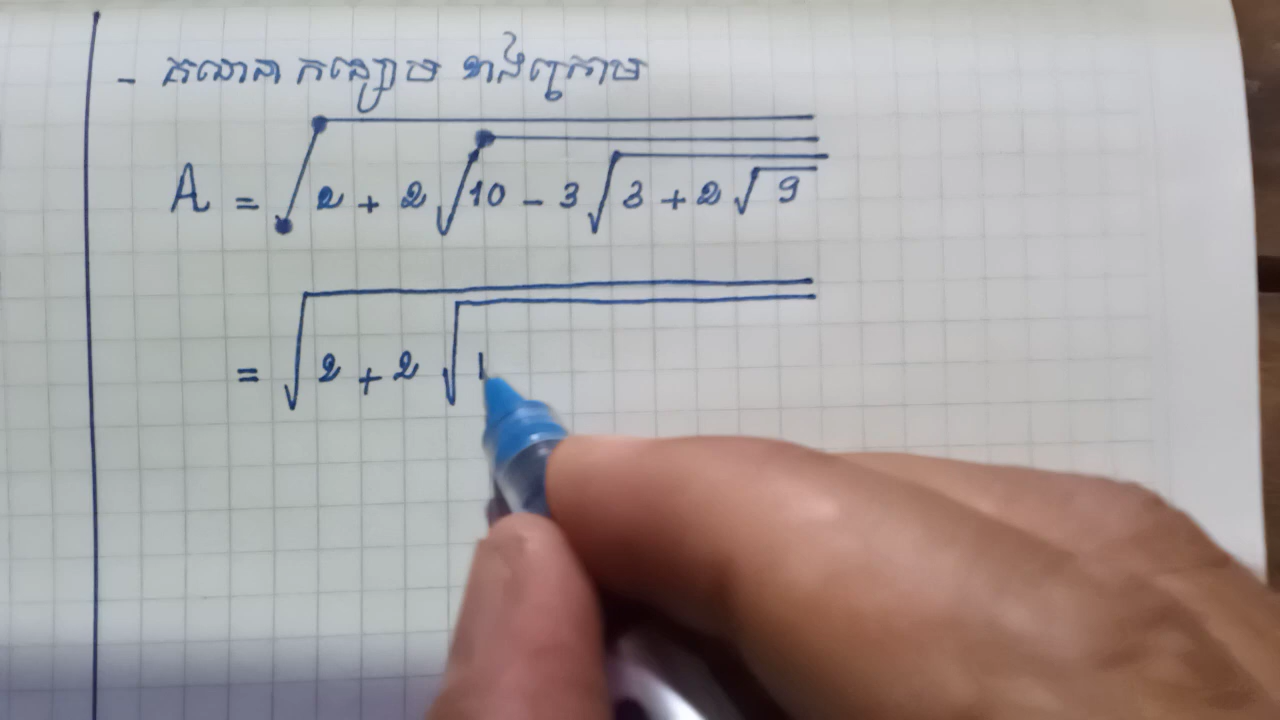 - គណនា កន្សោម ខាងក្រោម
A = √(2 + 2√(10 - 3√(3 + 2√9)))
= √(2 + 2√(1